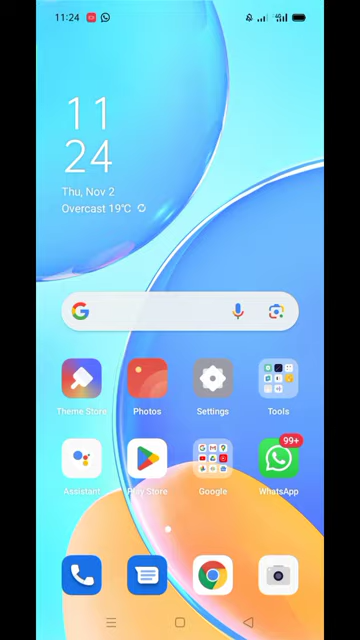 11:24
11
24
Thu, Nov 2
Overcast 19°C
Theme Store Photos Settings Tools
99+
Assistant Play Store Google WhatsApp